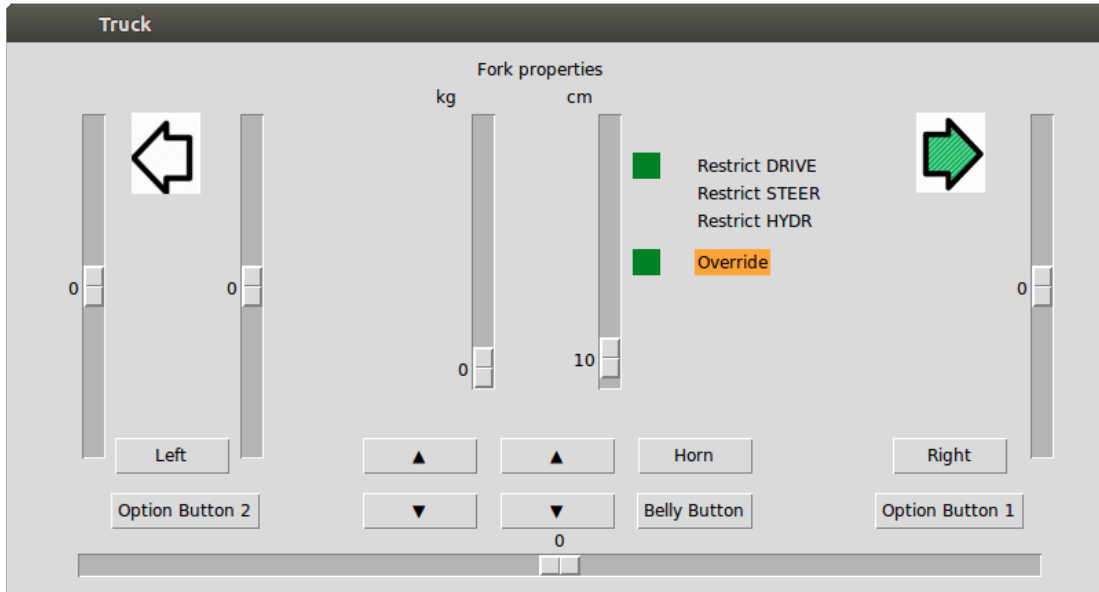 Truck
Fork properties
kg cm
Restrict DRIVE
Restrict STEER
Restrict HYDR
Override
0 0 0
0 10
Left ▲ ▲ Horn Right
Option Button 2 ▼ ▼ Belly Button Option Button 1
0